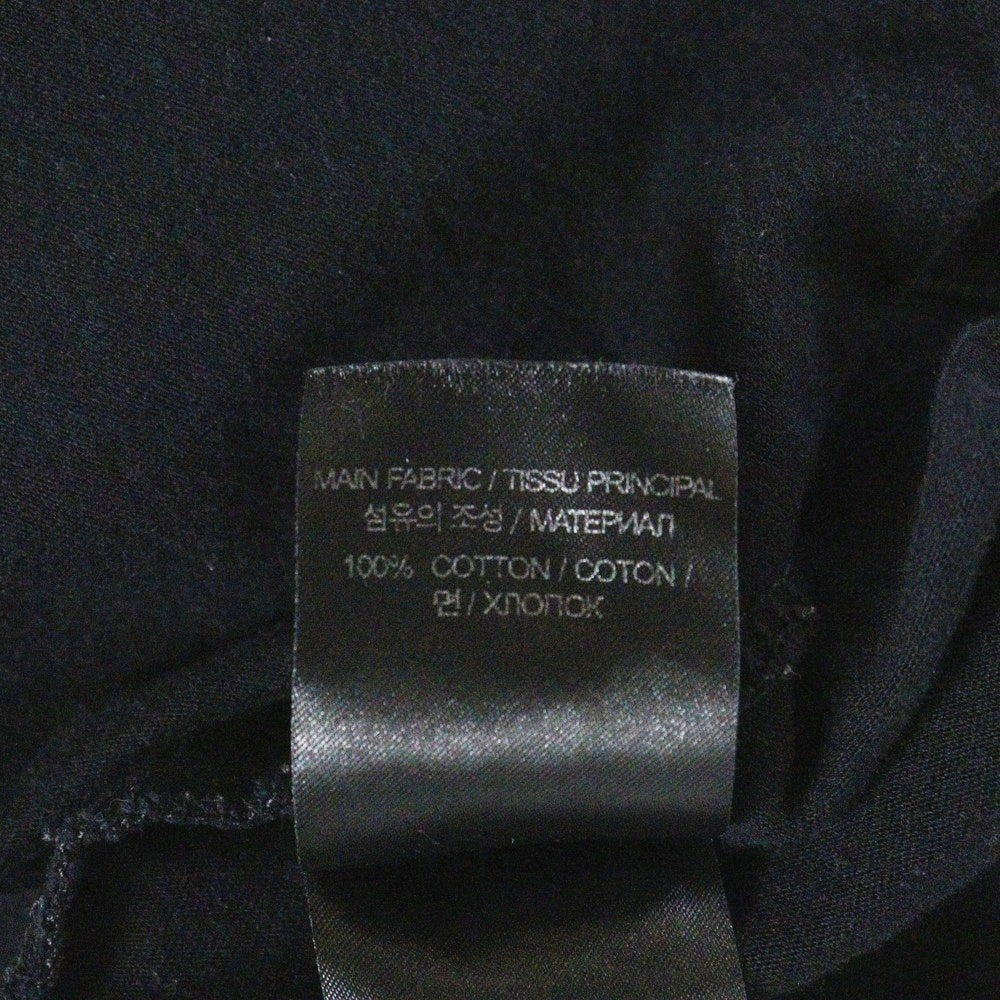 MAIN FABRIC / TISSU PRINCIPAL
섬유의 조성 / МАТЕРИАЛ
100% COTTON / COTON /
면 / ХЛОПОК